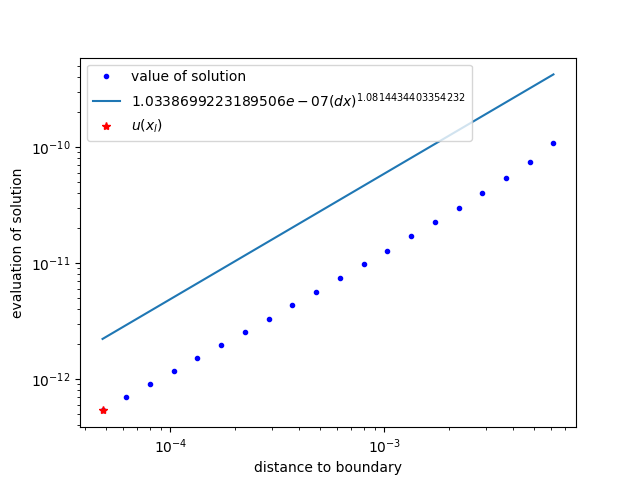 value of solution
1.0338699223189506e − 07(dx)^1.0814434403354232
u(x_l)
10^−10
10^−11
10^−12
evaluation of solution
10^−4
10^−3
distance to boundary